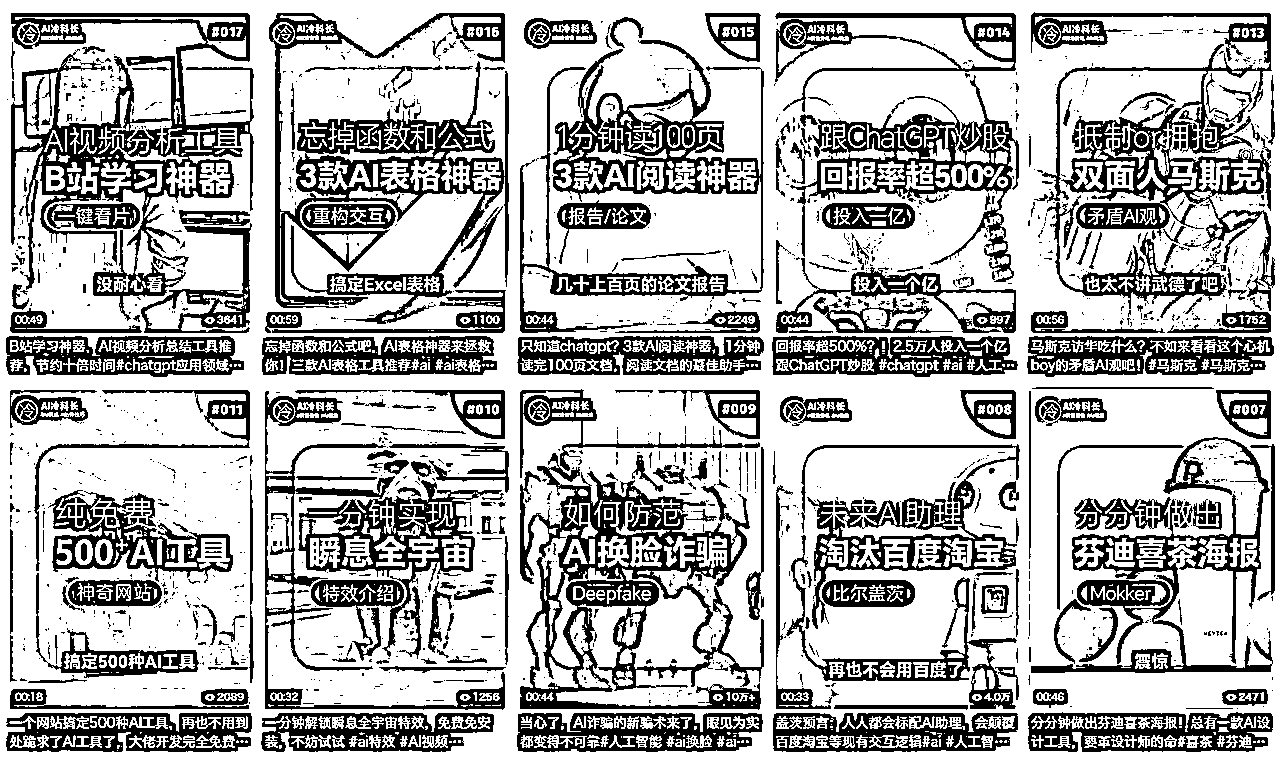 AI冷科长
#017
AI视频分析工具
B站学习神器
一键看片
没耐心看
00:49
3841
B站学习神器，AI视频分析总结工具推
荐，节约十倍时间#chatgpt应用领域…
AI冷科长
#016
忘掉函数和公式
3款AI表格神器
重构交互
搞定Excel表格
00:59
1100
忘掉函数和公式吧，AI表格神器来拯救
你！三款AI表格工具推荐#ai #ai表格…
AI冷科长
#015
1分钟读100页
3款AI阅读神器
报告/论文
几十上百页的论文报告
00:44
2249
只知道chatgpt？3款AI阅读神器，1分钟
读完100页文档，阅读文档的最佳助手…
AI冷科长
#014
跟ChatGPT炒股
回报率超500%
投入一亿
投入一个亿
00:44
897
回报率超500%？！2.5万人投入一个亿
跟ChatGPT炒股 #chatgpt #ai #人工…
AI冷科长
#013
抵制or拥抱
双面人马斯克
矛盾AI观
也太不讲武德了吧
00:56
1752
马斯克访华吃什么？不如来看看这个心机
boy的矛盾AI观吧！#马斯克 #马斯克…
AI冷科长
#011
纯免费
500+AI工具
神奇网站
搞定500种AI工具
00:18
2089
一个网站搞定500种AI工具，再也不用到
处跪求了AI工具了，大佬开发完全免费…
AI冷科长
#010
一分钟实现
瞬息全宇宙
特效介绍
00:32
1256
一分钟解锁瞬息全宇宙特效，免费免安
装，不妨试试 #ai特效 #AI视频…
AI冷科长
#009
如何防范
AI换脸诈骗
Deepfake
00:44
10万+
当心了，AI诈骗的新骗术来了，眼见为实
都变得不可靠#人工智能 #ai换脸 #ai…
AI冷科长
#008
未来AI助理
淘汰百度淘宝
比尔盖茨
再也不会用百度了
00:33
4.0万
盖茨预言：人人都会标配AI助理，会颠覆
百度淘宝等现有交互逻辑#ai #人工智…
AI冷科长
#007
分分钟做出
芬迪喜茶海报
Mokker
HEYTEA
震惊
00:46
2471
分分钟做出芬迪喜茶海报！总有一款AI设
计工具，要革设计师的命#喜茶 #芬迪…